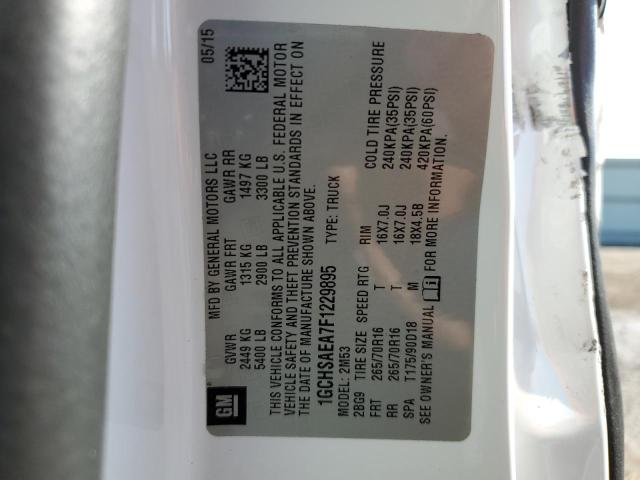 GM
MFD BY GENERAL MOTORS LLC
05/15
GVWR GAWR FRT GAWR RR
2449 KG 1315 KG 1497 KG
5400 LB 2900 LB 3300 LB
THIS VEHICLE CONFORMS TO ALL APPLICABLE U.S. FEDERAL MOTOR
VEHICLE SAFETY AND THEFT PREVENTION STANDARDS IN EFFECT ON
THE DATE OF MANUFACTURE SHOWN ABOVE.
1GCHSAEA7F1229895 TYPE: TRUCK
MODEL: 2M53
2BG9 TIRE SIZE SPEED RTG RIM COLD TIRE PRESSURE
FRT 265/70R16 T 16X7.0J 240KPA(35PSI)
RR 265/70R16 T 16X7.0J 240KPA(35PSI)
SPA T175/90D18 M 18X4.5B 420KPA(60PSI)
SEE OWNER'S MANUAL FOR MORE INFORMATION.